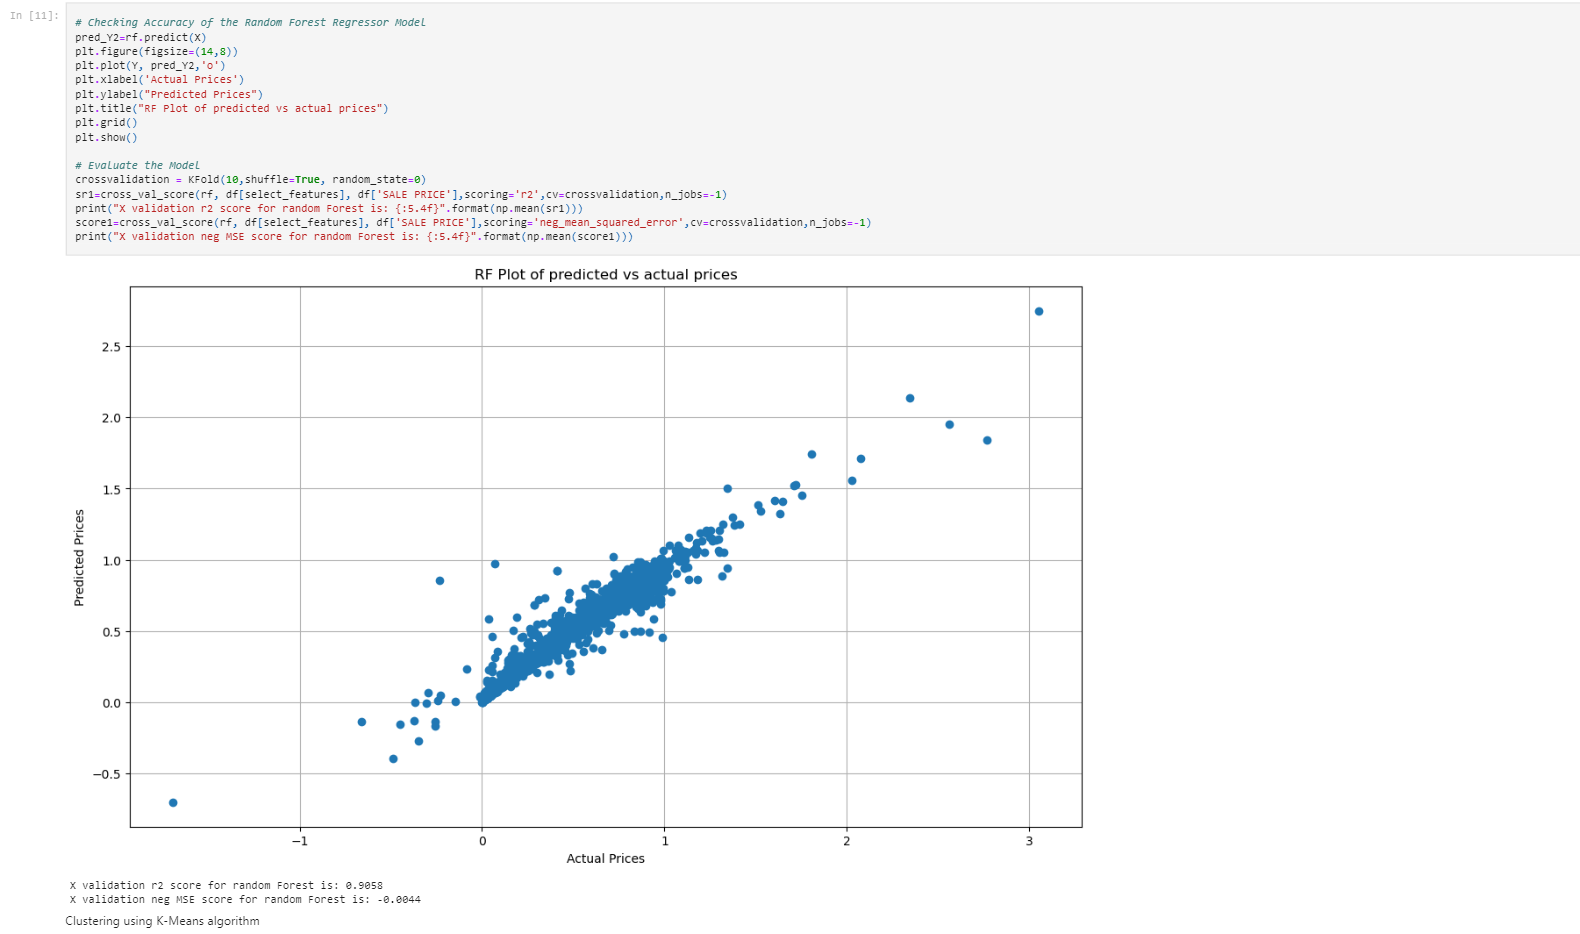 In [11]:
# Checking Accuracy of the Random Forest Regressor Model
pred_Y2=rf.predict(X)
plt.figure(figsize=(14,8))
plt.plot(Y, pred_Y2,'o')
plt.xlabel('Actual Prices')
plt.ylabel("Predicted Prices")
plt.title("RF Plot of predicted vs actual prices")
plt.grid()
plt.show()
# Evaluate the Model
crossvalidation = KFold(10,shuffle=True, random_state=0)
sr1=cross_val_score(rf, df[select_features], df['SALE PRICE'],scoring='r2',cv=crossvalidation,n_jobs=-1)
print("X validation r2 score for random Forest is: {:5.4f}".format(np.mean(sr1)))
score1=cross_val_score(rf, df[select_features], df['SALE PRICE'],scoring='neg_mean_squared_error',cv=crossvalidation,n_jobs=-1)
print("X validation neg MSE score for random Forest is: {:5.4f}".format(np.mean(score1)))
RF Plot of predicted vs actual prices
Predicted Prices
2.5
2.0
1.5
1.0
0.5
0.0
−0.5
−1 0 1 2 3
Actual Prices
X validation r2 score for random Forest is: 0.9058
X validation neg MSE score for random Forest is: -0.0044
Clustering using K-Means algorithm